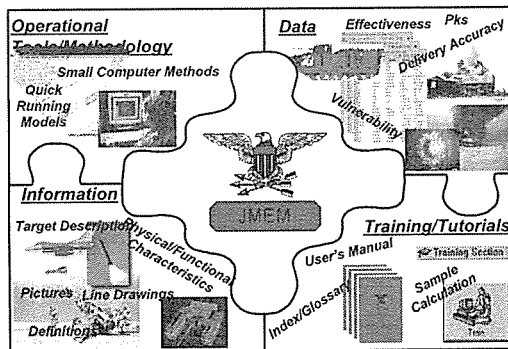 Operational
Tools/Methodology
Small Computer Methods
Quick
Running
Models
Data
Effectiveness
Pks
Delivery Accuracy
Vulnerability
JMEM
Information
Target Description
Physical/Functional
Characteristics
Pictures
Line Drawings
Definitions
Training/Tutorials
User's Manual
Training Section
Index/Glossary
Sample
Calculation